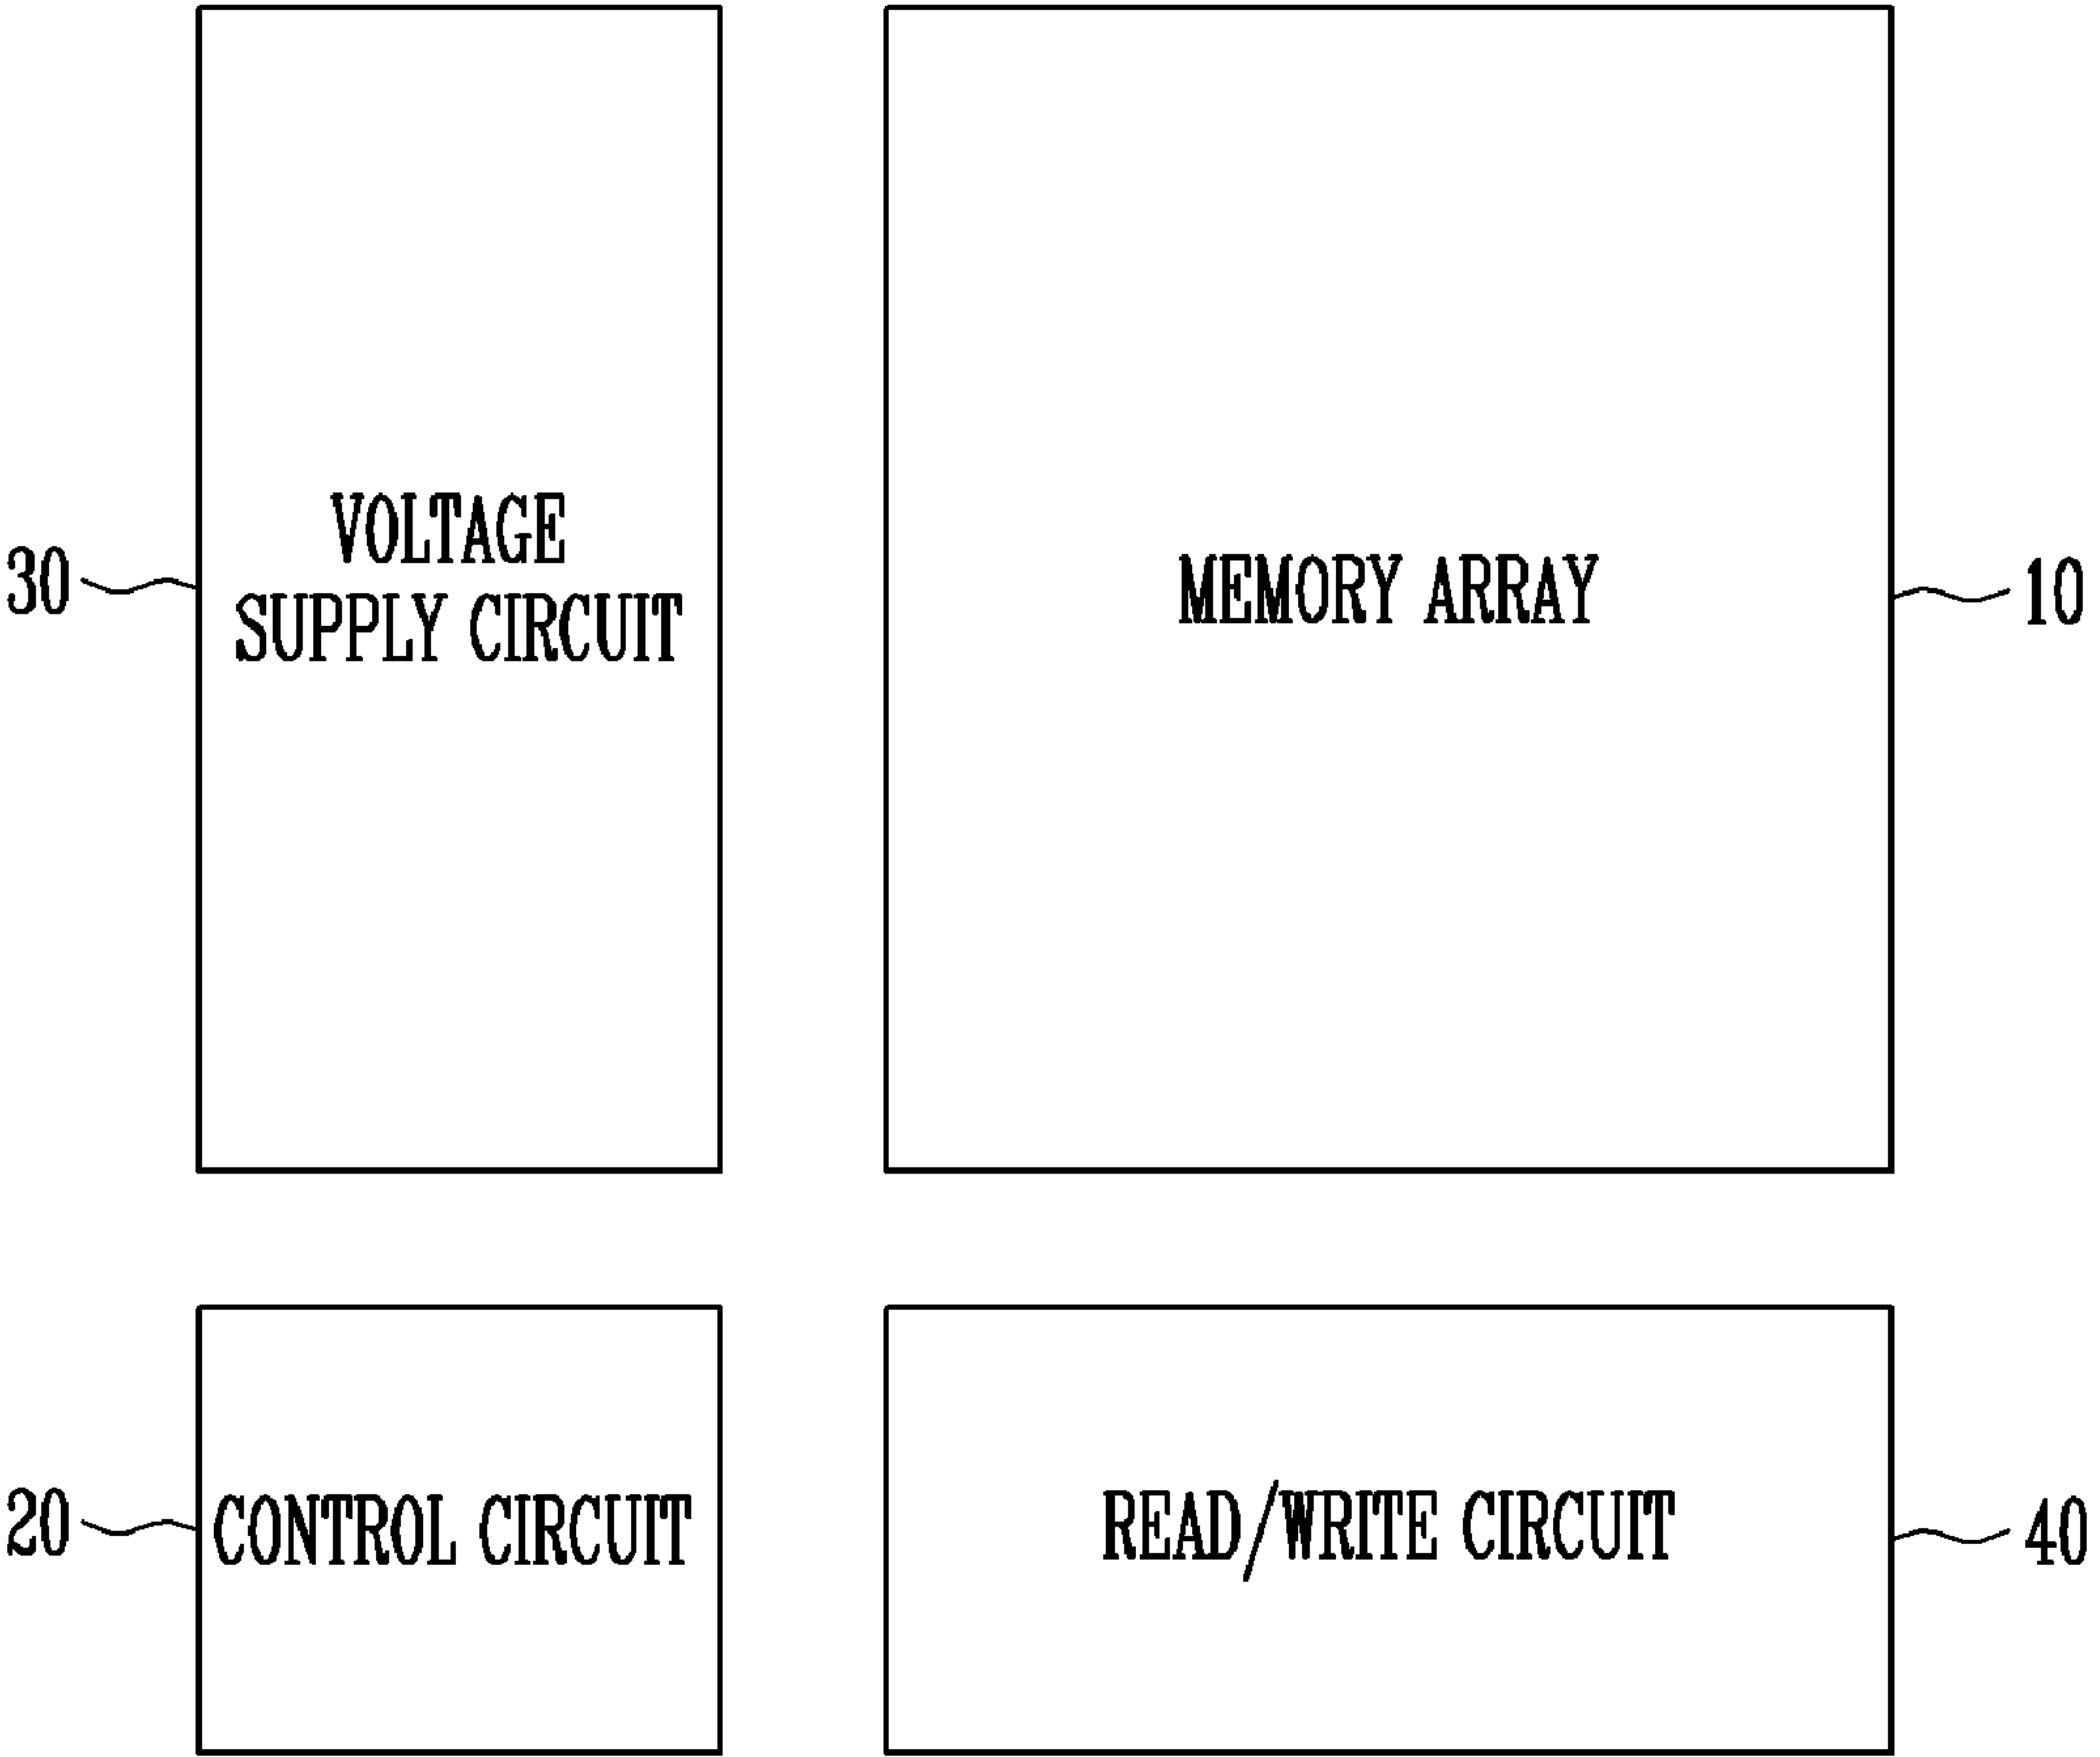 VOLTAGE
SUPPLY CIRCUIT
30
MEMORY ARRAY
10
20
CONTROL CIRCUIT
READ/WRITE CIRCUIT
40